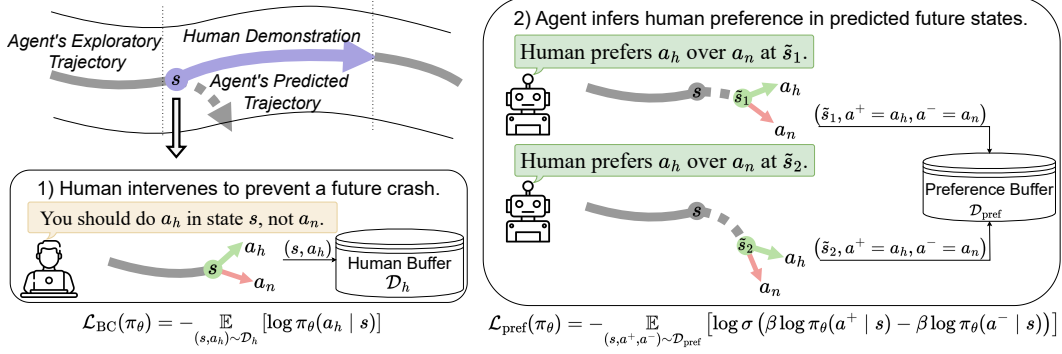 Agent's Exploratory
Trajectory
Human Demonstration
s
Agent's Predicted
Trajectory
1) Human intervenes to prevent a future crash.
You should do a_h in state s, not a_n.
s
a_h
a_n
(s, a_h)
Human Buffer
𝒟_h
ℒ_BC(π_θ) = − 𝔼_{(s,a_h)∼𝒟_h} [log π_θ(a_h | s)]
2) Agent infers human preference in predicted future states.
Human prefers a_h over a_n at s̃_1.
s
s̃_1
a_h
a_n
(s̃_1, a^+ = a_h, a^- = a_n)
Human prefers a_h over a_n at s̃_2.
s
s̃_2
a_h
a_n
(s̃_2, a^+ = a_h, a^- = a_n)
Preference Buffer
𝒟_pref
ℒ_pref(π_θ) = − 𝔼_{(s,a^+,a^-)∼𝒟_pref} [log σ (β log π_θ(a^+ | s) − β log π_θ(a^- | s))]